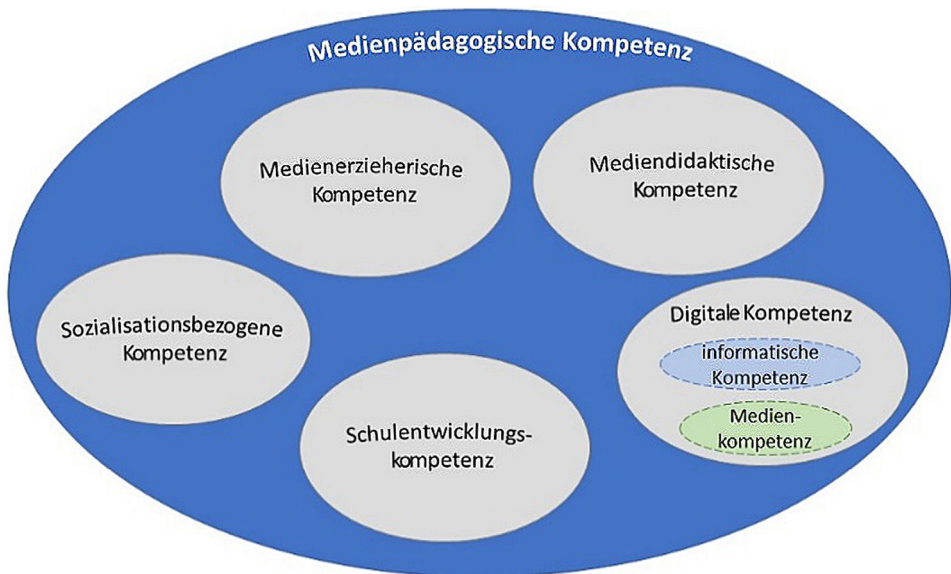 Medienpädagogische Kompetenz
Medienerzieherische
Kompetenz
Mediendidaktische
Kompetenz
Sozialisationsbezogene
Kompetenz
Digitale Kompetenz
informatische
Kompetenz
Medien-
kompetenz
Schulentwicklungs-
kompetenz